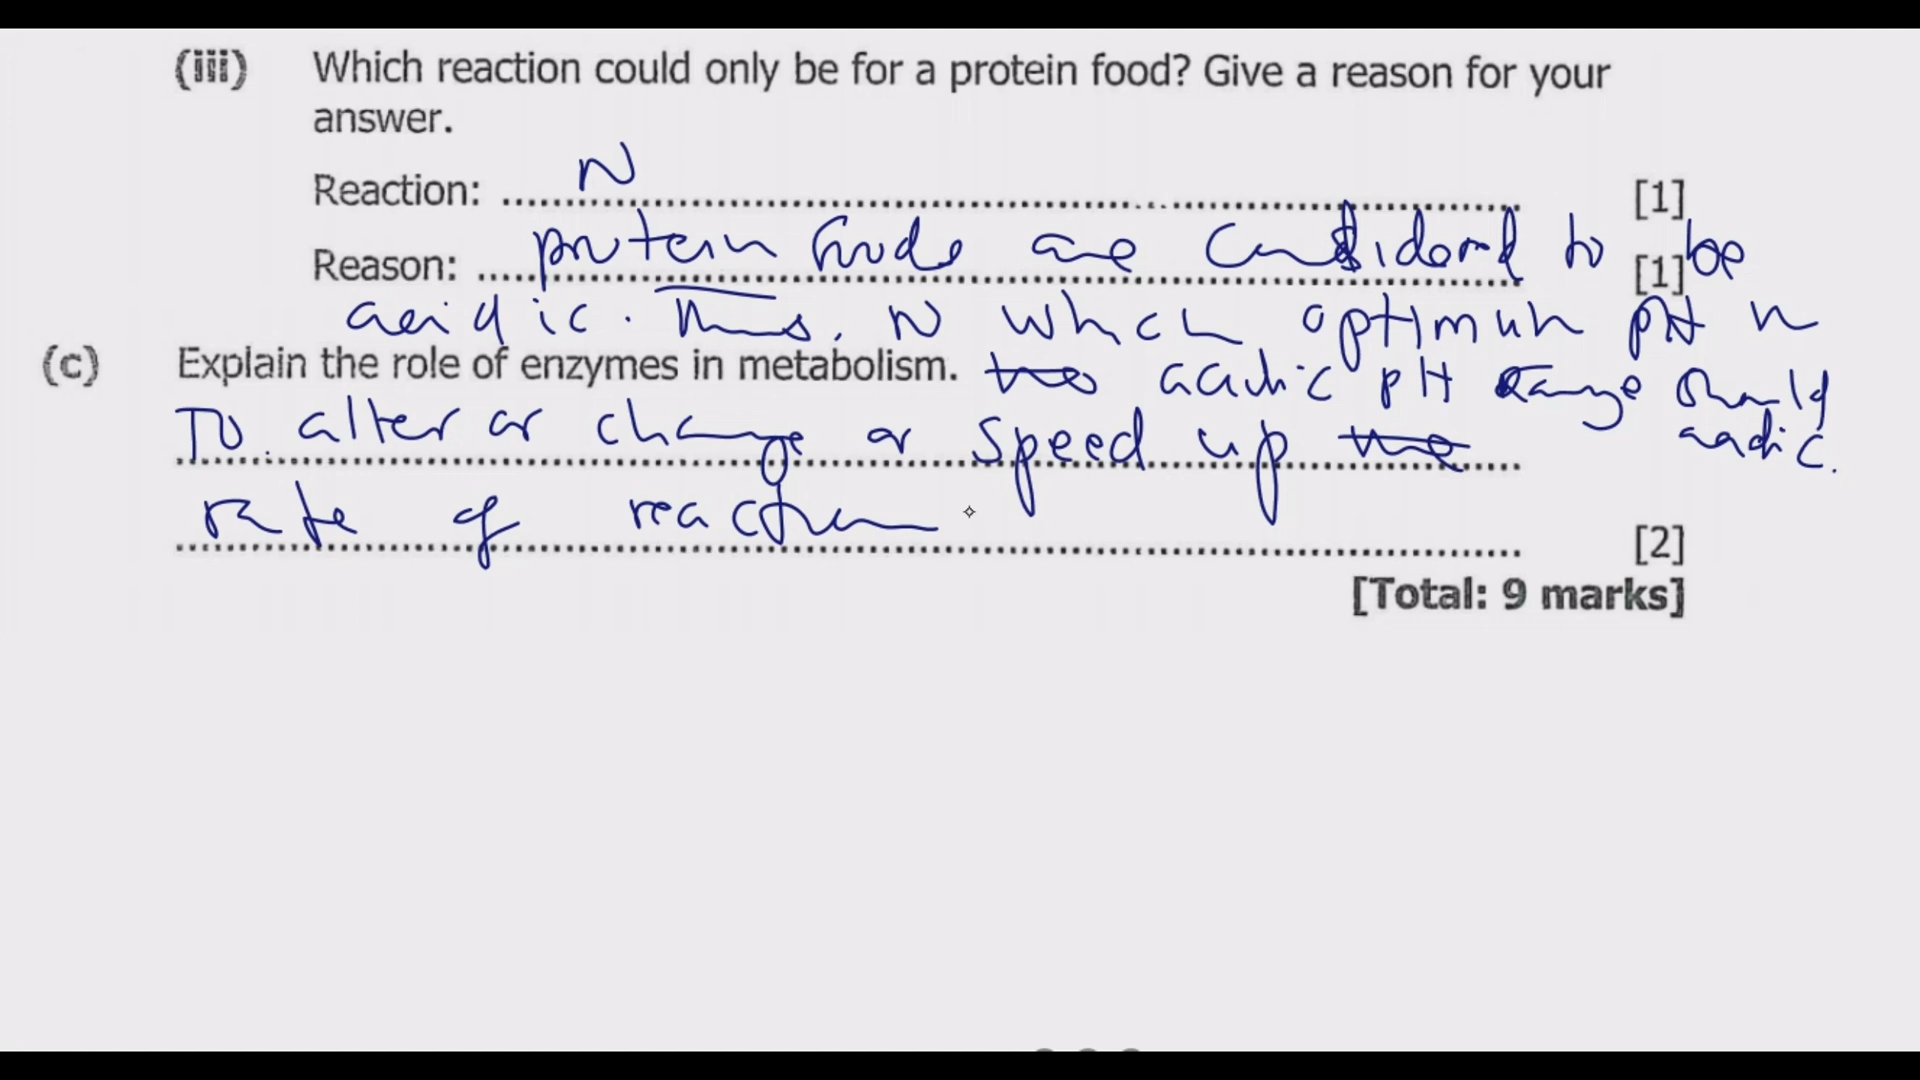 (iii) Which reaction could only be for a protein food? Give a reason for your
answer.
Reaction: N [1]
Reason: protein foods are considered to be [1]
acidic. Thus, N which optimum pH in
(c) Explain the role of enzymes in metabolism. acidic pH range should
To alter or change or speed up acidic.
rate of reaction [2]
[Total: 9 marks]